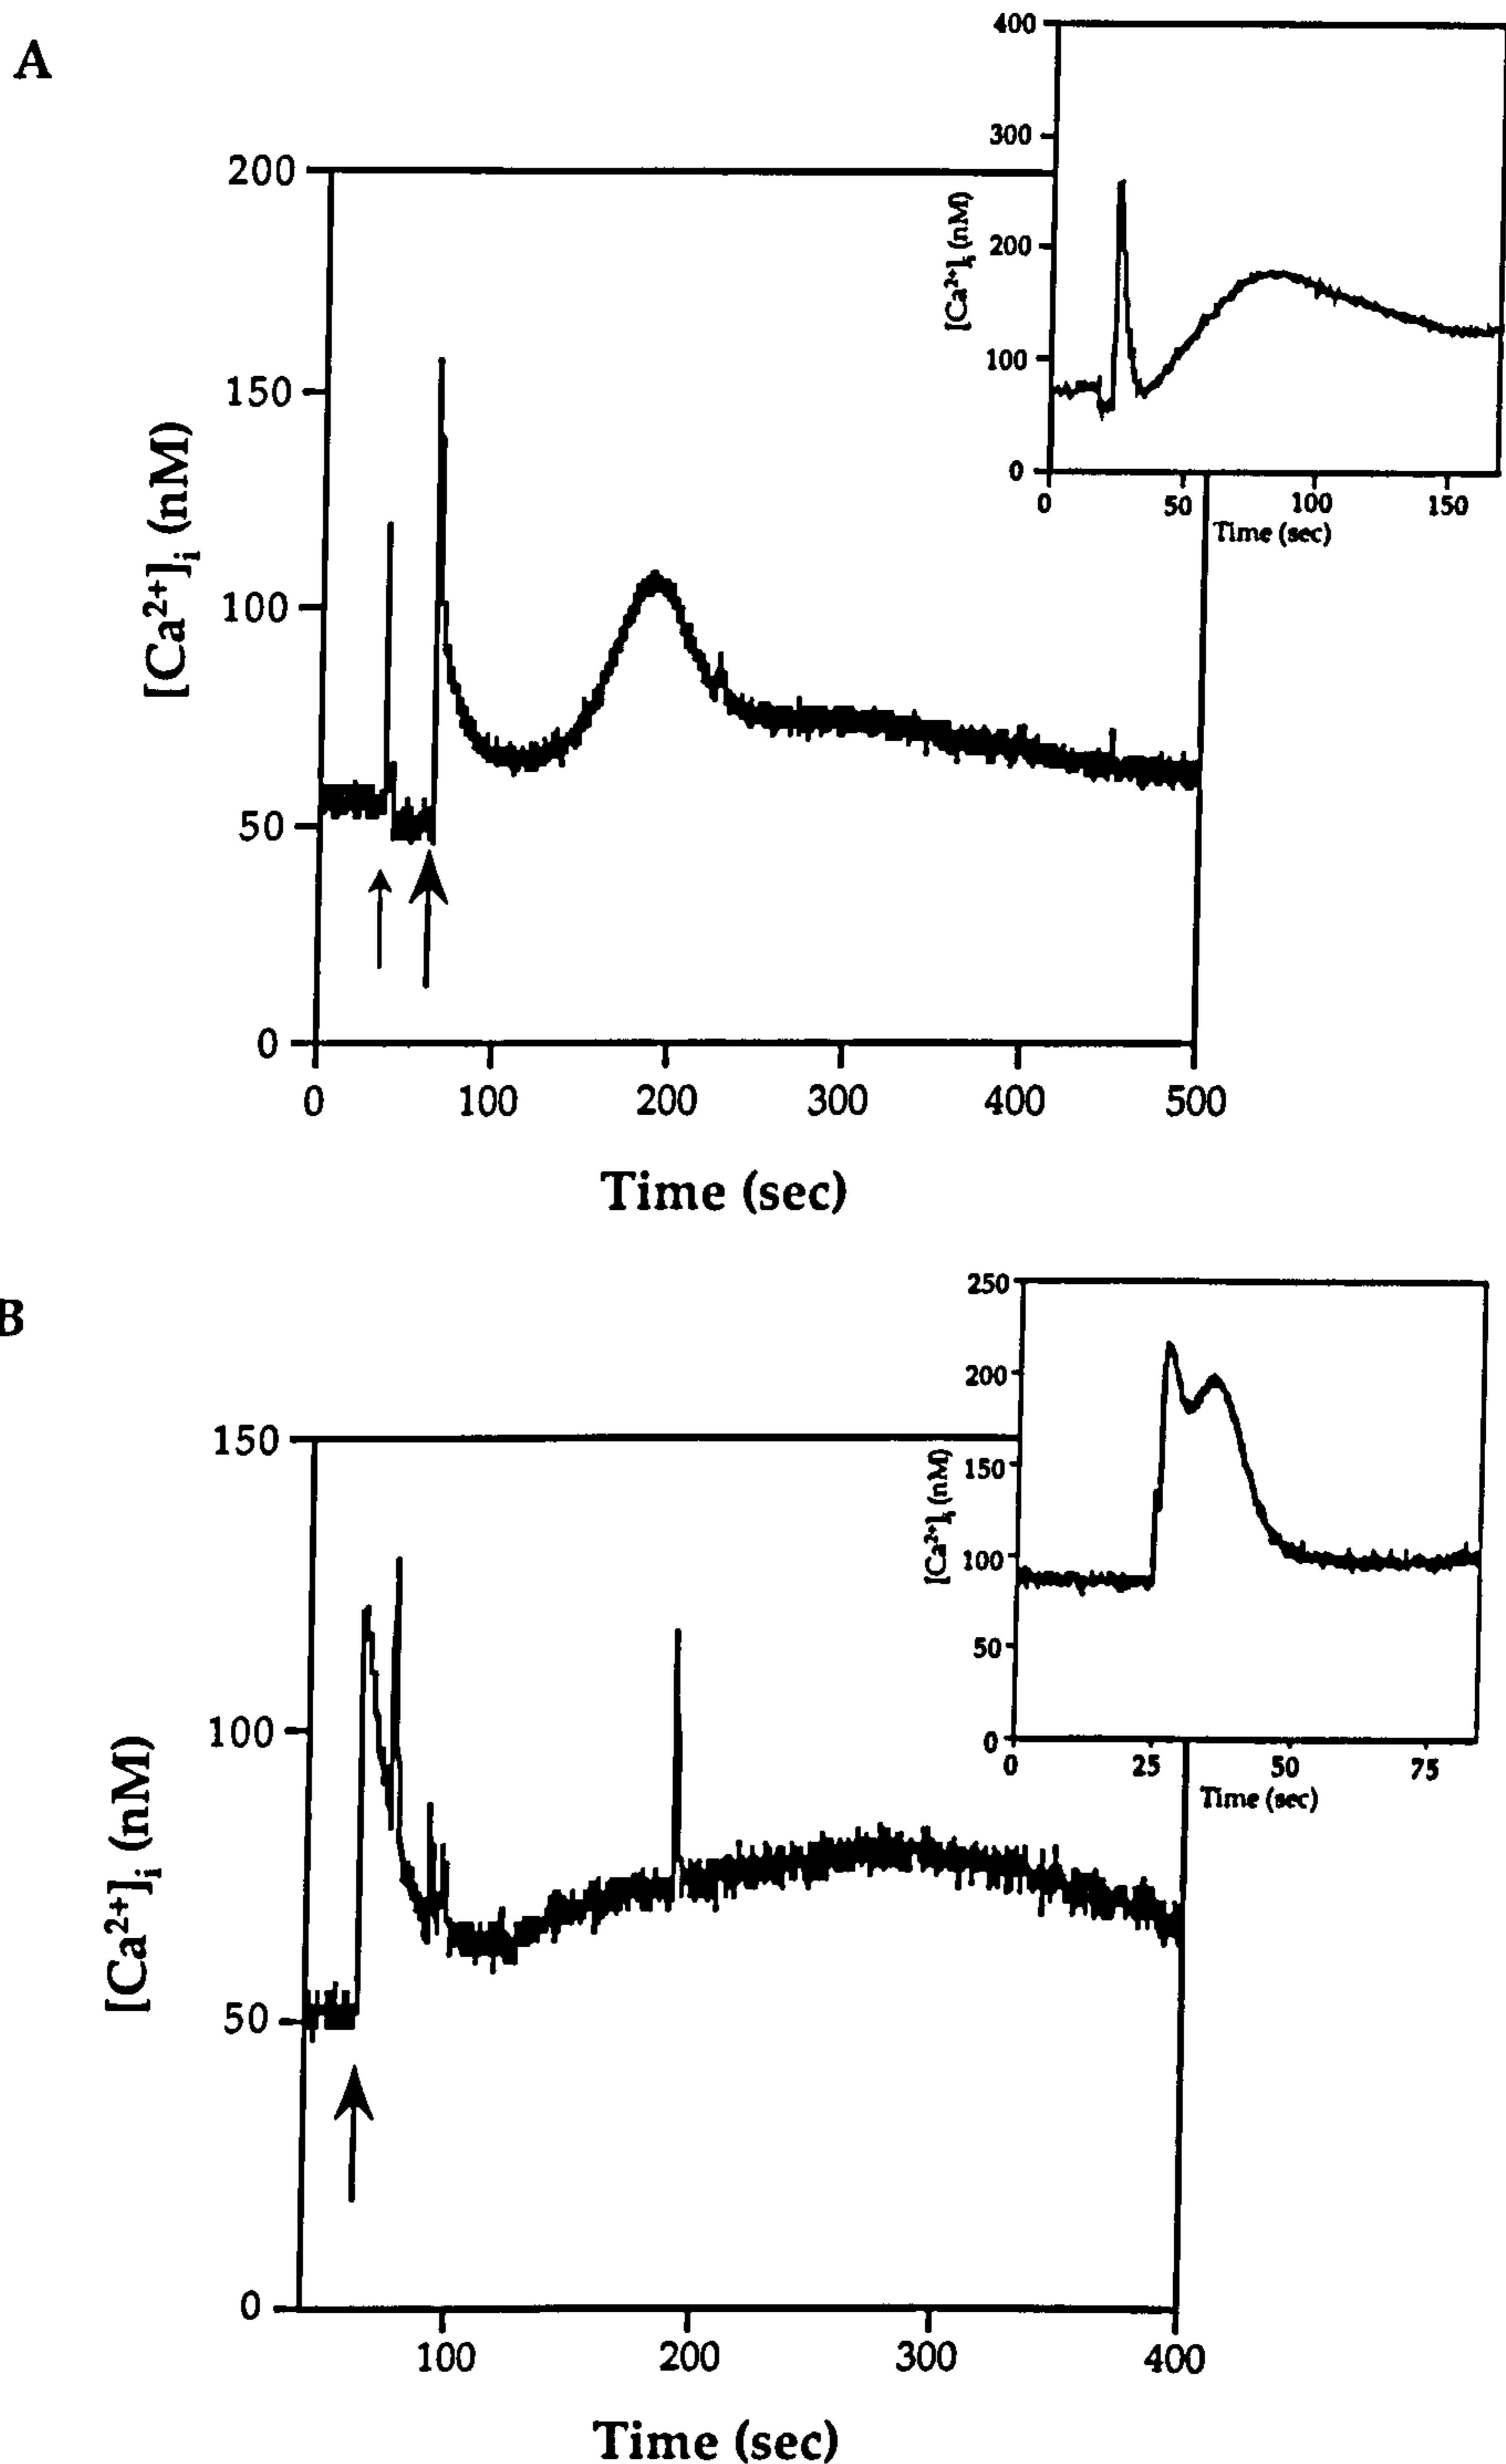 A
400
300
200
100
0
[Ca²⁺]ᵢ (nM)
0 50 100 150
Time (sec)
200
150
100
50
0
[Ca²⁺]ᵢ (nM)
0 100 200 300 400 500
Time (sec)
B
250
200
150
100
50
0
[Ca²⁺]ᵢ (nM)
0 25 50 75
Time (sec)
150
100
50
0
[Ca²⁺]ᵢ (nM)
100 200 300 400
Time (sec)